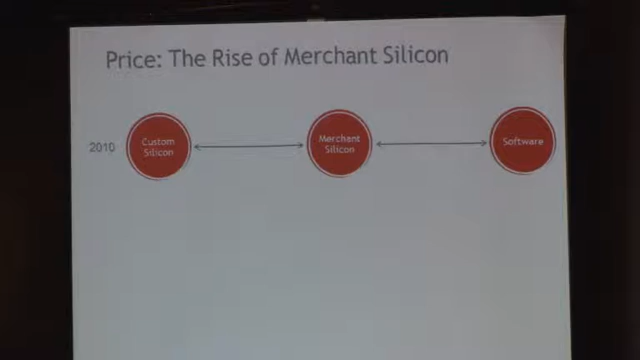 Price: The Rise of Merchant Silicon
2010
Custom
Silicon
Merchant
Silicon
Software